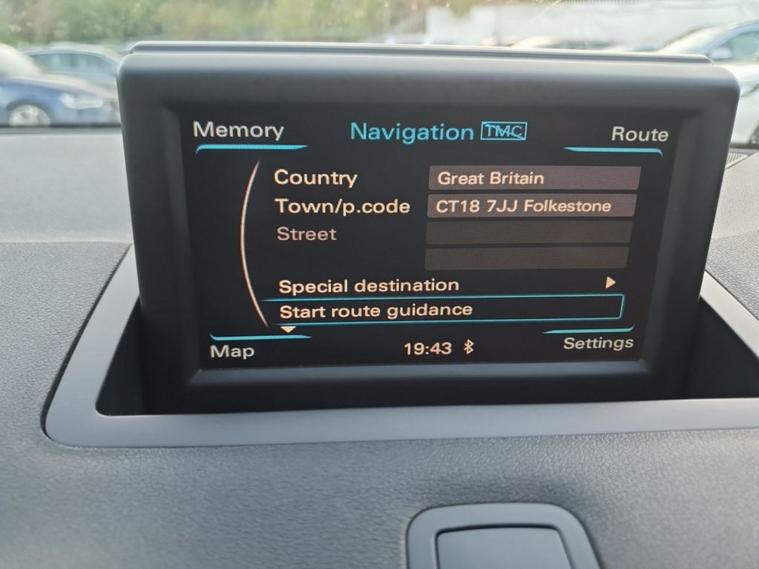 Memory
Navigation TMC
Route
Country
Great Britain
Town/p.code
CT18 7JJ Folkestone
Street
Special destination
Start route guidance
Map
19:43
Settings